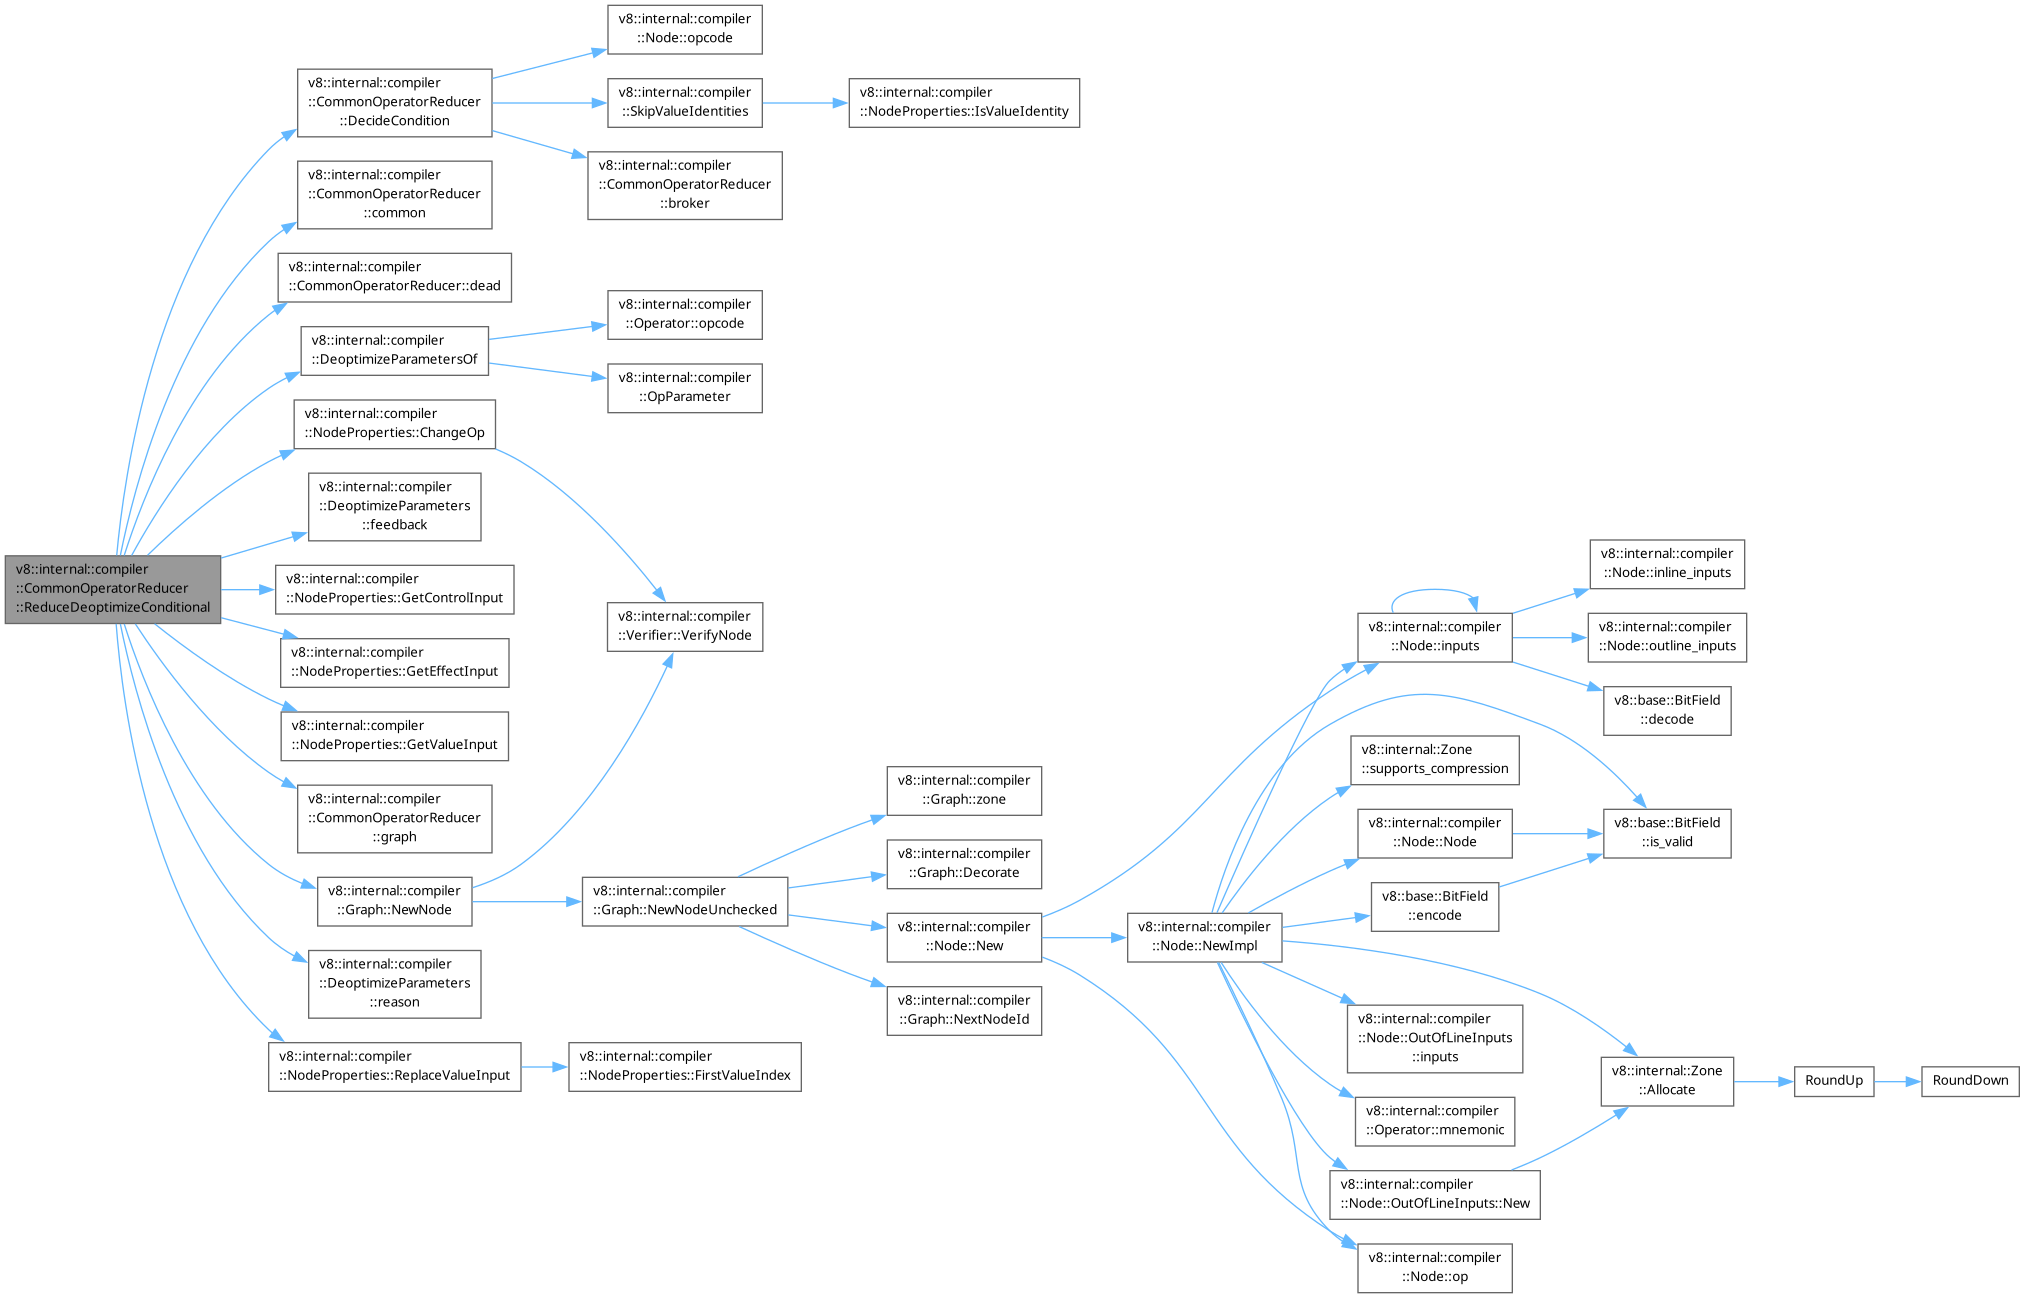 v8::internal::compiler
::CommonOperatorReducer
::ReduceDeoptimizeConditional
v8::internal::compiler
::CommonOperatorReducer
::DecideCondition
v8::internal::compiler
::Node::opcode
v8::internal::compiler
::SkipValueIdentities
v8::internal::compiler
::NodeProperties::IsValueIdentity
v8::internal::compiler
::CommonOperatorReducer
::broker
v8::internal::compiler
::CommonOperatorReducer
::common
v8::internal::compiler
::CommonOperatorReducer::dead
v8::internal::compiler
::DeoptimizeParametersOf
v8::internal::compiler
::Operator::opcode
v8::internal::compiler
::OpParameter
v8::internal::compiler
::NodeProperties::ChangeOp
v8::internal::compiler
::Verifier::VerifyNode
v8::internal::compiler
::DeoptimizeParameters
::feedback
v8::internal::compiler
::NodeProperties::GetControlInput
v8::internal::compiler
::NodeProperties::GetEffectInput
v8::internal::compiler
::NodeProperties::GetValueInput
v8::internal::compiler
::CommonOperatorReducer
::graph
v8::internal::compiler
::Graph::NewNode
v8::internal::compiler
::Graph::NewNodeUnchecked
v8::internal::compiler
::Graph::zone
v8::internal::compiler
::Graph::Decorate
v8::internal::compiler
::Node::New
v8::internal::compiler
::Graph::NextNodeId
v8::internal::compiler
::Node::NewImpl
v8::internal::compiler
::Node::inputs
v8::internal::compiler
::Node::inline_inputs
v8::internal::compiler
::Node::outline_inputs
v8::base::BitField
::decode
v8::internal::Zone
::supports_compression
v8::internal::compiler
::Node::Node
v8::base::BitField
::is_valid
v8::base::BitField
::encode
v8::internal::compiler
::Node::OutOfLineInputs
::inputs
v8::internal::compiler
::Operator::mnemonic
v8::internal::compiler
::Node::OutOfLineInputs::New
v8::internal::compiler
::Node::op
v8::internal::Zone
::Allocate
RoundUp
RoundDown
v8::internal::compiler
::DeoptimizeParameters
::reason
v8::internal::compiler
::NodeProperties::ReplaceValueInput
v8::internal::compiler
::NodeProperties::FirstValueIndex